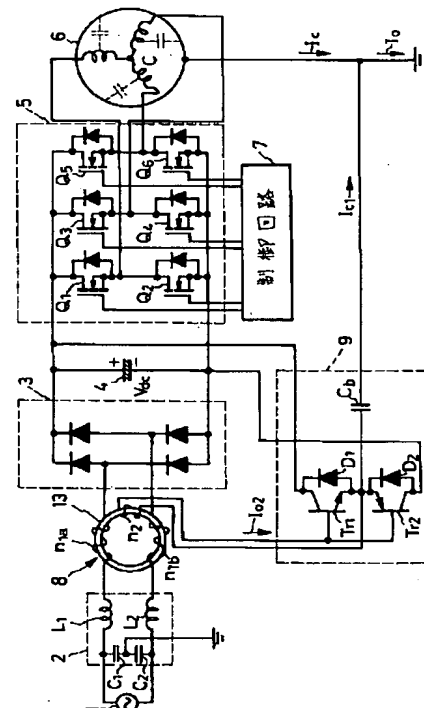 2
L1
L2
C1
C2
8
n1a
n1b
n2
13
3
4
+
-
Vdc
5
Q1
Q3
Q5
Q2
Q4
Q6
6
C
7
制御回路
9
Io2
Tr1
Tr2
D1
D2
Cb
Ic1
Ic
Io